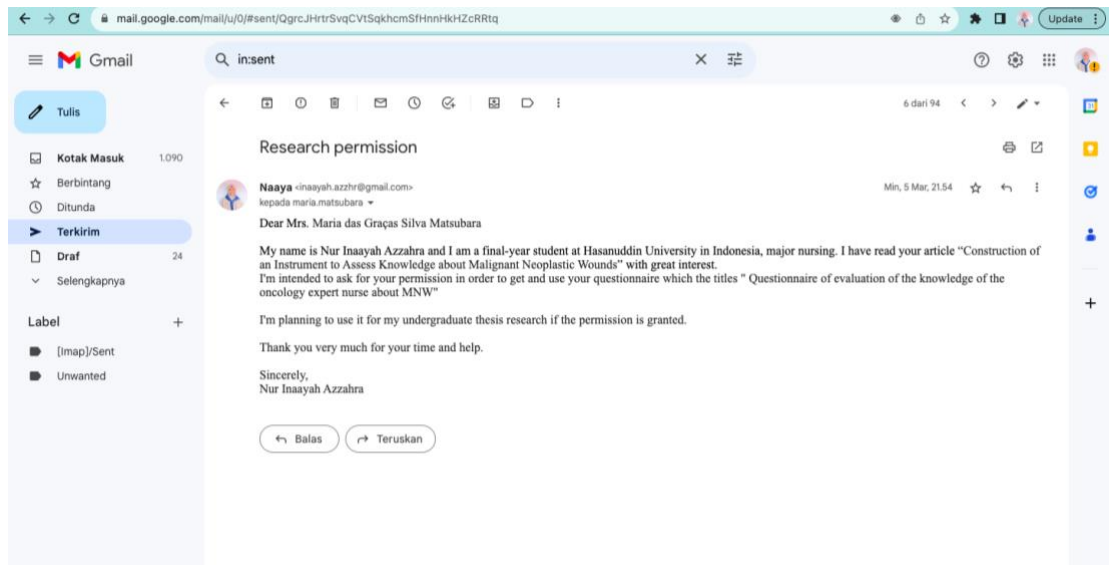 mail.google.com/mail/u/0/#sent/QgrcJHrtrSvqCVtSqkhcmSfHnnHkHZcRRtq
Update
Gmail
in:sent
Tulis
6 dari 94
Kotak Masuk 1.090
Berbintang
Ditunda
Terkirim
Draf 24
Selengkapnya
Label
[Imap]/Sent
Unwanted
Research permission
Naaya <inaayah.azzhr@gmail.com>
Min, 5 Mar, 21.54
kepada maria.matsubara
Dear Mrs. Maria das Graças Silva Matsubara
My name is Nur Inaayah Azzahra and I am a final-year student at Hasanuddin University in Indonesia, major nursing. I have read your article “Construction of
an Instrument to Assess Knowledge about Malignant Neoplastic Wounds” with great interest.
I'm intended to ask for your permission in order to get and use your questionnaire which the titles " Questionnaire of evaluation of the knowledge of the
oncology expert nurse about MNW"
I'm planning to use it for my undergraduate thesis research if the permission is granted.
Thank you very much for your time and help.
Sincerely,
Nur Inaayah Azzahra
Balas
Teruskan